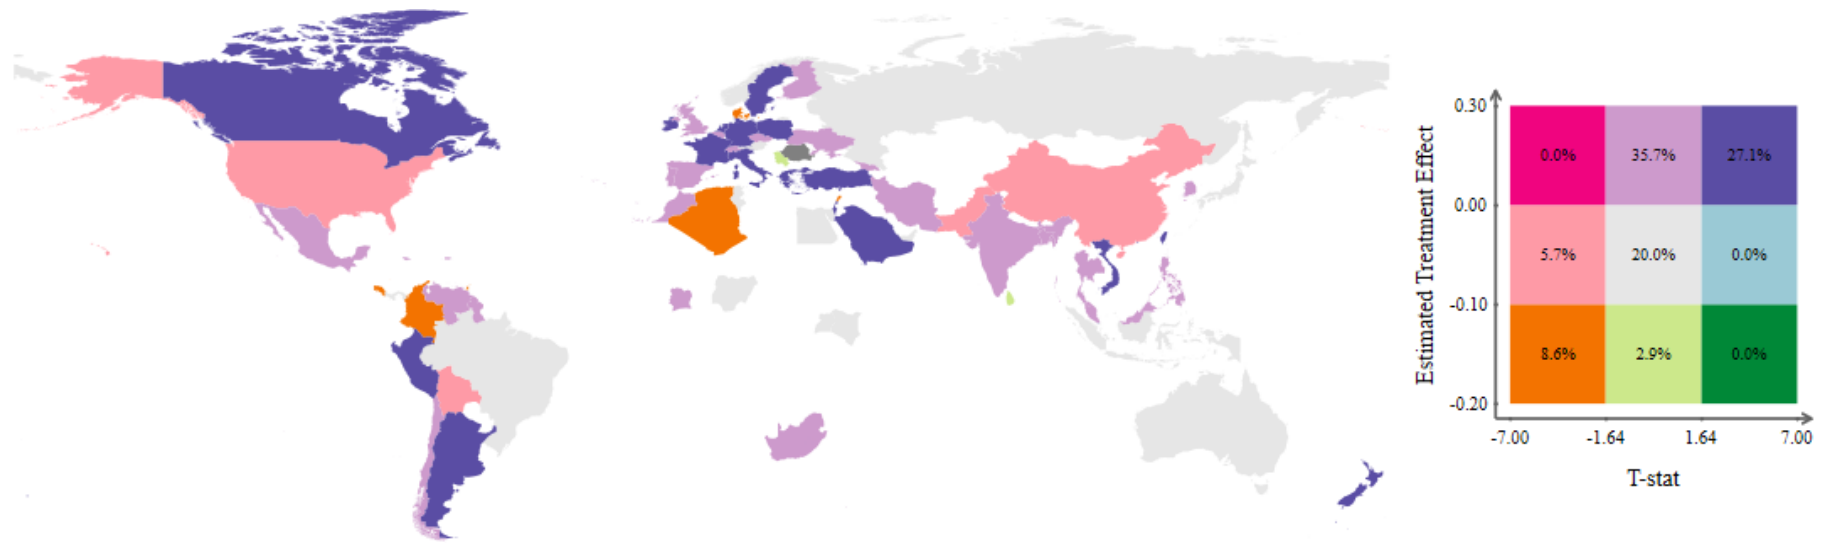 Estimated Treatment Effect
0.30
0.00
-0.10
-0.20
0.0% 35.7% 27.1%
5.7% 20.0% 0.0%
8.6% 2.9% 0.0%
-7.00 -1.64 1.64 7.00
T-stat